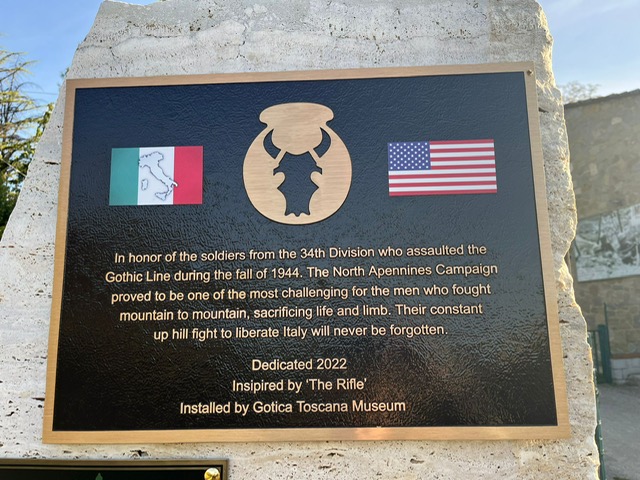 In honor of the soldiers from the 34th Division who assaulted the
Gothic Line during the fall of 1944. The North Apennines Campaign
proved to be one of the most challenging for the men who fought
mountain to mountain, sacrificing life and limb. Their constant
up hill fight to liberate Italy will never be forgotten.
Dedicated 2022
Insipired by 'The Rifle'
Installed by Gotica Toscana Museum